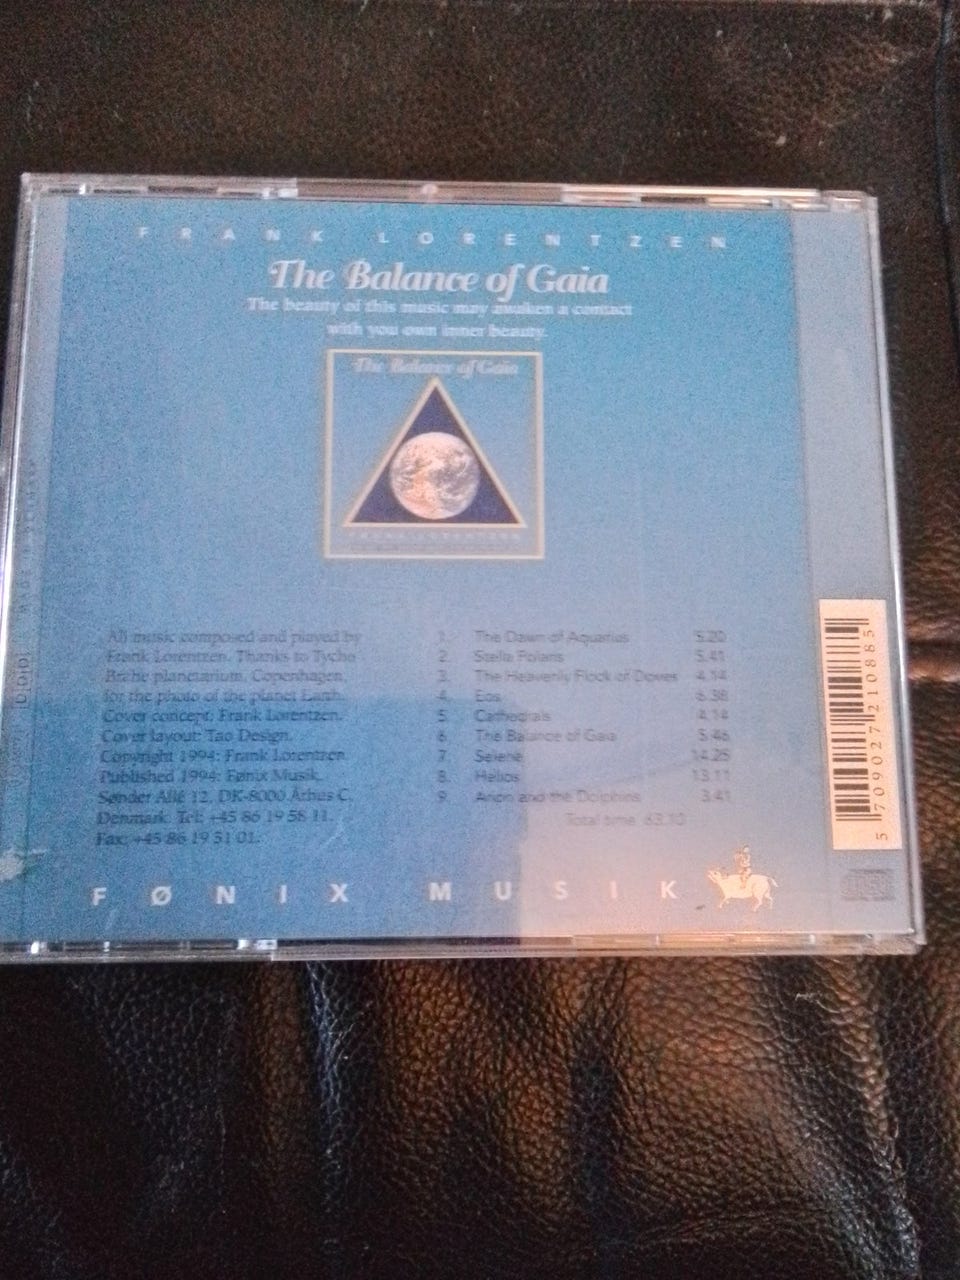 FRANK LORENTZEN
The Balance of Gaia
The beauty of this music may awaken a contact
with you own inner beauty.
The Balance of Gaia
FRANK LORENTZEN
All music composed and played by
Frank Lorentzen. Thanks to Tycho
Brahe planetarium, Copenhagen,
for the photo of the planet Earth.
Cover concept: Frank Lorentzen.
Cover layout: Tao Design.
Copyright 1994: Frank Lorentzen
Published 1994: Fønix Musik.
Sønder Allé 12, DK-8000 Århus C.
Denmark. Tel: +45 86 19 58 11.
Fax: +45 86 19 51 01.
1. The Dawn of Aquarius 5.20
2. Stella Polaris 5.41
3. The Heavenly Flock of Doves 4.14
4. Eos 6.38
5. Cathedrals 4.14
6. The Balance of Gaia 5.46
7. Selene 14.25
8. Helios 13.11
9. Arion and the Dolphins 3.41
Total time 63.10
FØNIX MUSIK
5 709027 210885